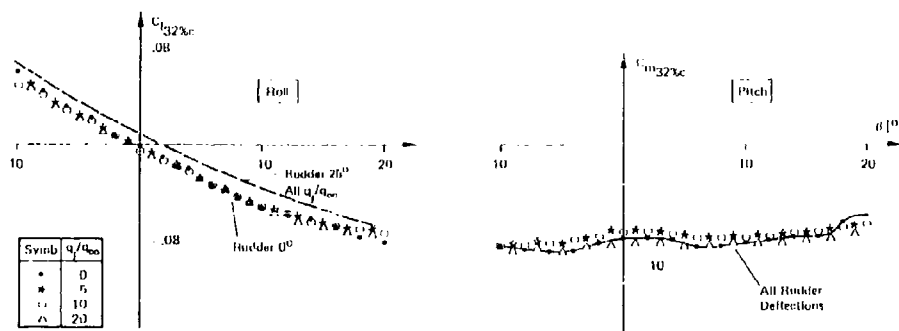 C_l 32%c
.08
[Roll]
10
10
20
Rudder 25°
All q_j/q_∞
Rudder 0°
.08
Symb q_j/q_∞
• 0
★ 5
□ 10
20
C_m 32%c
[Pitch]
β [°
10
10
20
.10
All Rudder
Deflections